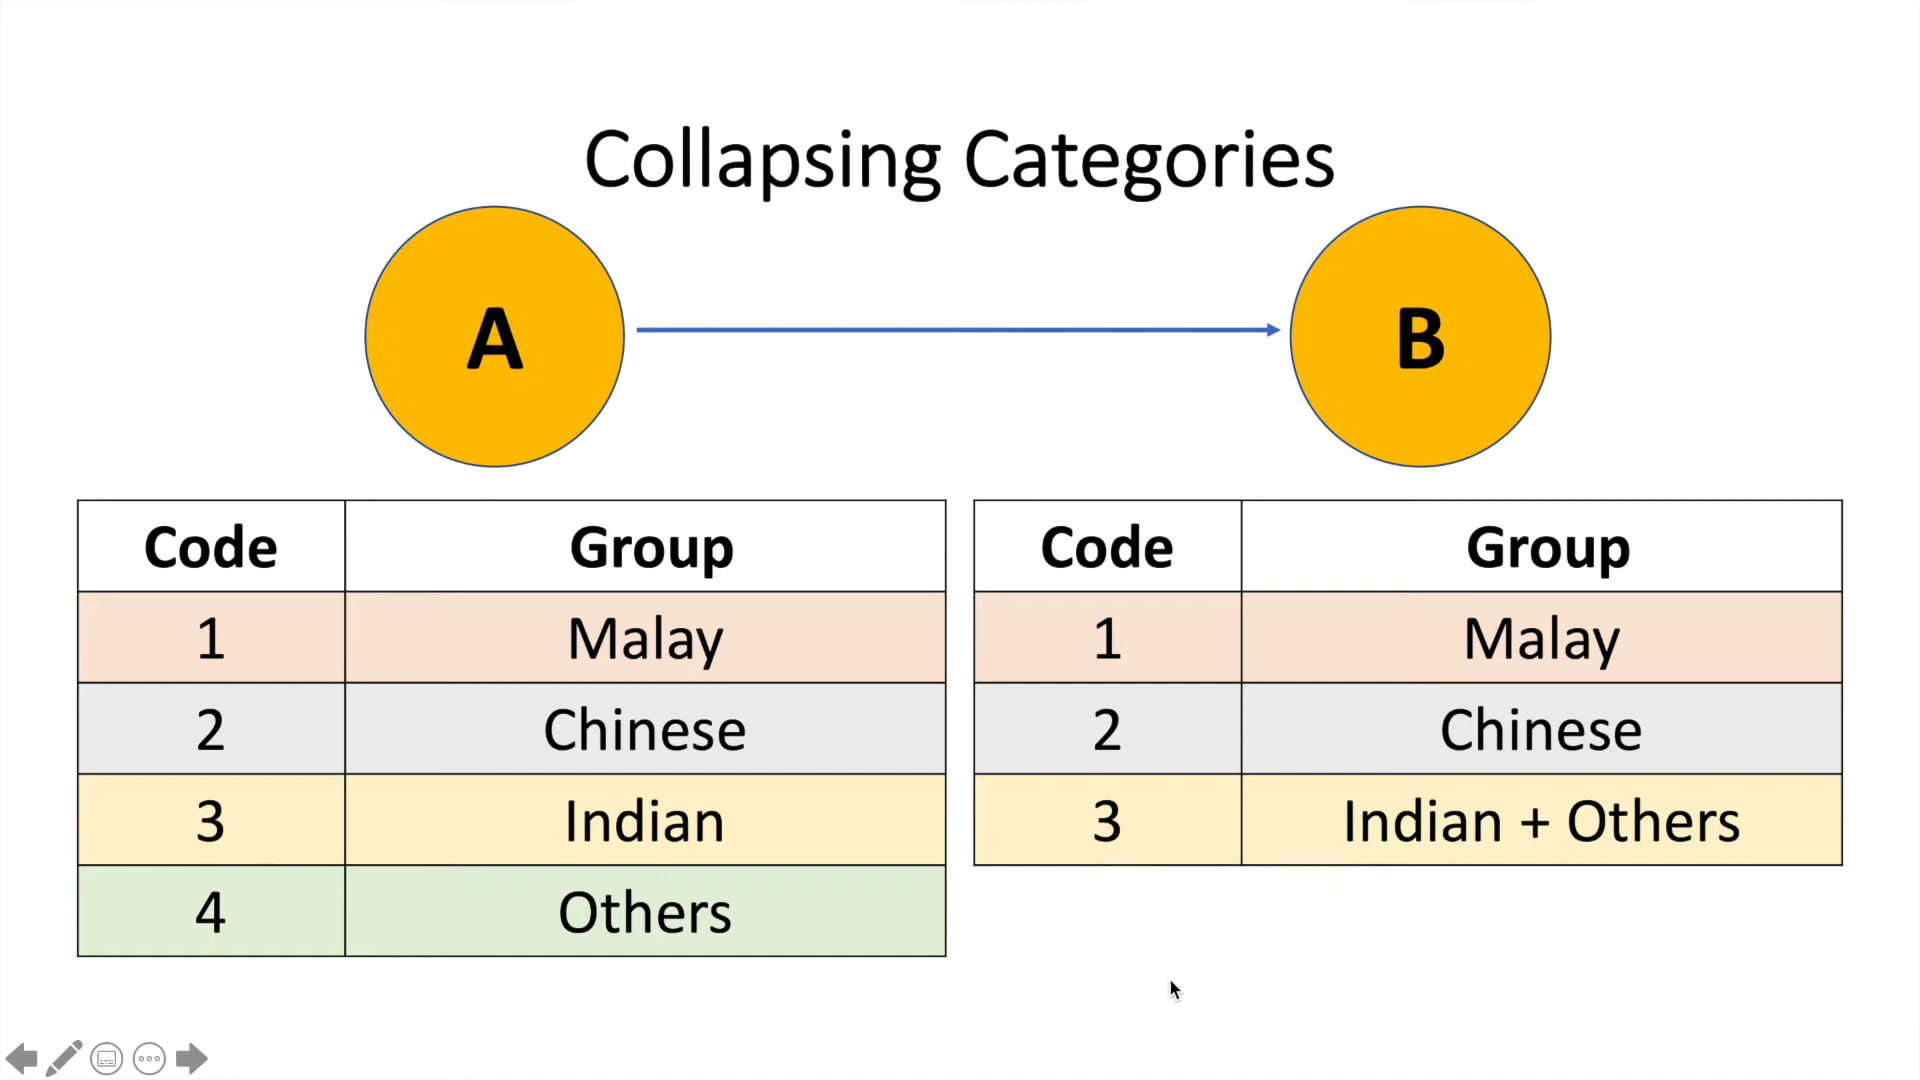 Collapsing Categories
A
B
Code Group
1 Malay
2 Chinese
3 Indian
4 Others
Code Group
1 Malay
2 Chinese
3 Indian + Others